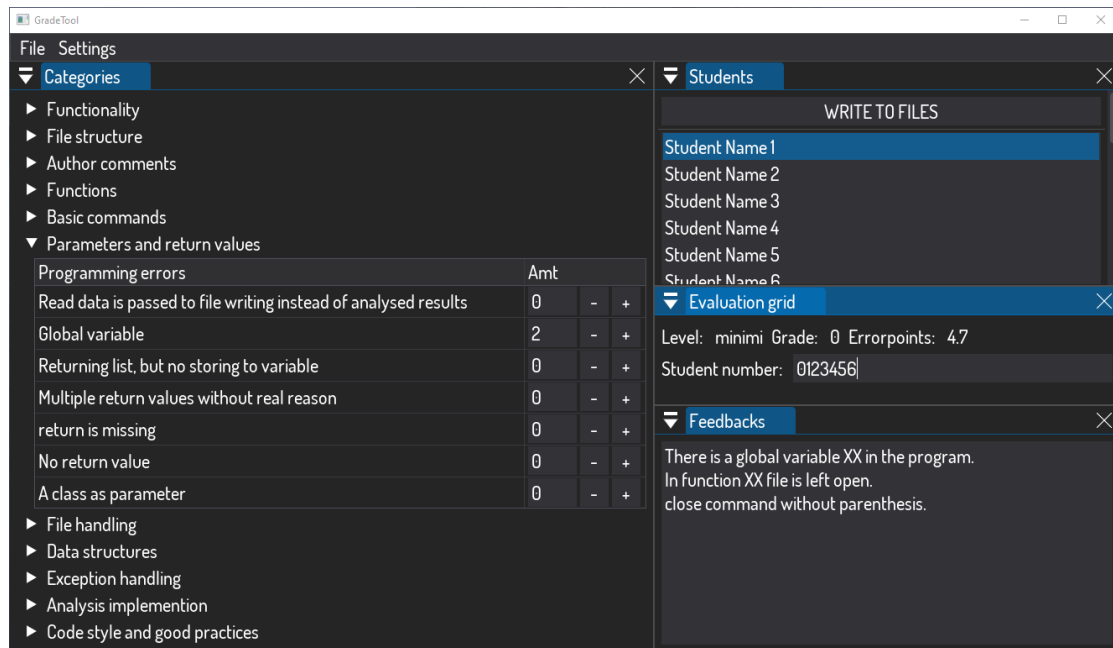 GradeTool
File Settings
Categories
Functionality
File structure
Author comments
Functions
Basic commands
Parameters and return values
Programming errors Amt
Read data is passed to file writing instead of analysed results 0 - +
Global variable 2 - +
Returning list, but no storing to variable 0 - +
Multiple return values without real reason 0 - +
return is missing 0 - +
No return value 0 - +
A class as parameter 0 - +
File handling
Data structures
Exception handling
Analysis implemention
Code style and good practices
Students
WRITE TO FILES
Student Name 1
Student Name 2
Student Name 3
Student Name 4
Student Name 5
Student Name 6
Evaluation grid
Level: minimi Grade: 0 Errorpoints: 4.7
Student number: 0123456
Feedbacks
There is a global variable XX in the program.
In function XX file is left open.
close command without parenthesis.